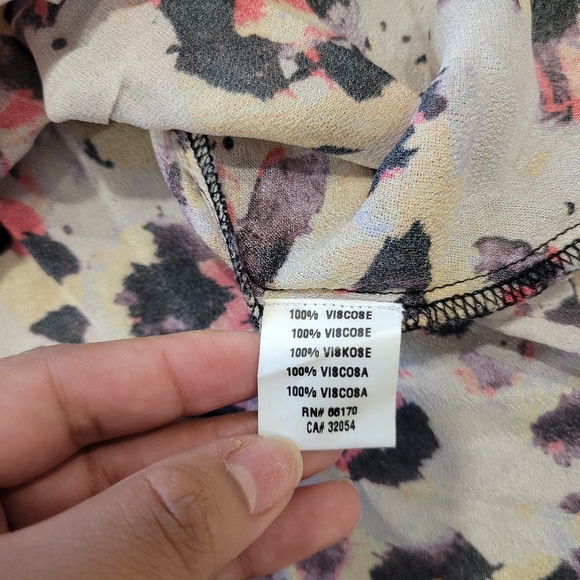 100% VISCOSE
100% VISCOSE
100% VISKOSE
100% VISCOSA
100% VISCOSA
RN# 66170
CA# 32054